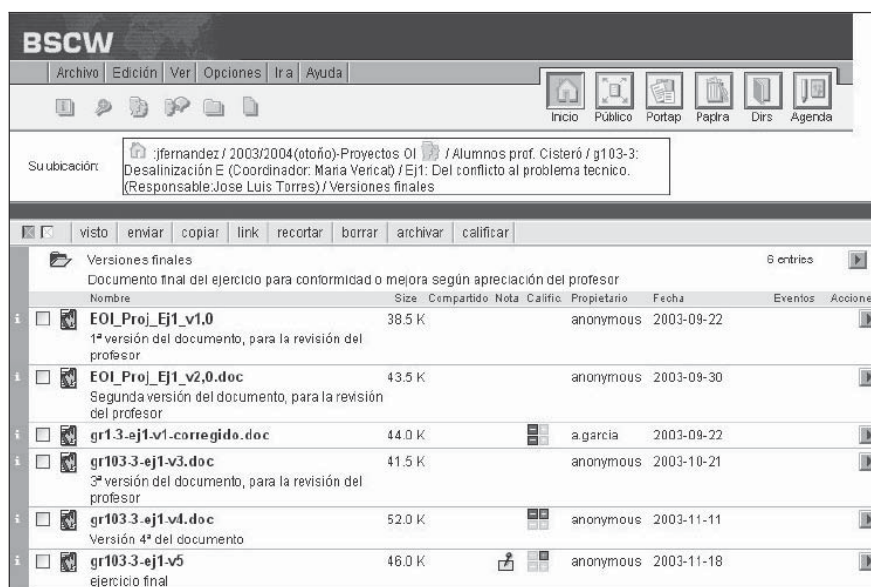 BSCW
Archivo Edición Ver Opciones Ir a Ayuda
Inicio Público Portap Paplra Dirs Agenda
Su ubicación:
:jfernandez / 2003/2004(otoño)-Proyectos OI / Alumnos prof. Cisteró / g103-3:
Desalinización E (Coordinador: Maria Vericat) / Ej1: Del conflicto al problema tecnico.
(Responsable:Jose Luis Torres) / Versiones finales
visto enviar copiar link recortar borrar archivar calificar
Versiones finales 6 entries
Documento final del ejercicio para conformidad o mejora según apreciación del profesor
Nombre Size Compartido Nota Calific. Propietario Fecha Eventos Accione
EOI_Proj_Ej1_v1,0 38.5 K anonymous 2003-09-22
1ª versión del documento, para la revisión del
profesor
EOI_Proj_Ej1_v2,0.doc 43.5 K anonymous 2003-09-30
Segunda versión del documento, para la revisión
del profesor
gr1-3-ej1-v1-corregido.doc 44.0 K a.garcia 2003-09-22
gr103-3-ej1-v3.doc 41.5 K anonymous 2003-10-21
3ª versión del documento, para la revisión del
profesor
gr103-3-ej1-v4.doc 52.0 K anonymous 2003-11-11
Versión 4ª del documento
gr103-3-ej1-v5 46.0 K anonymous 2003-11-18
ejercicio final